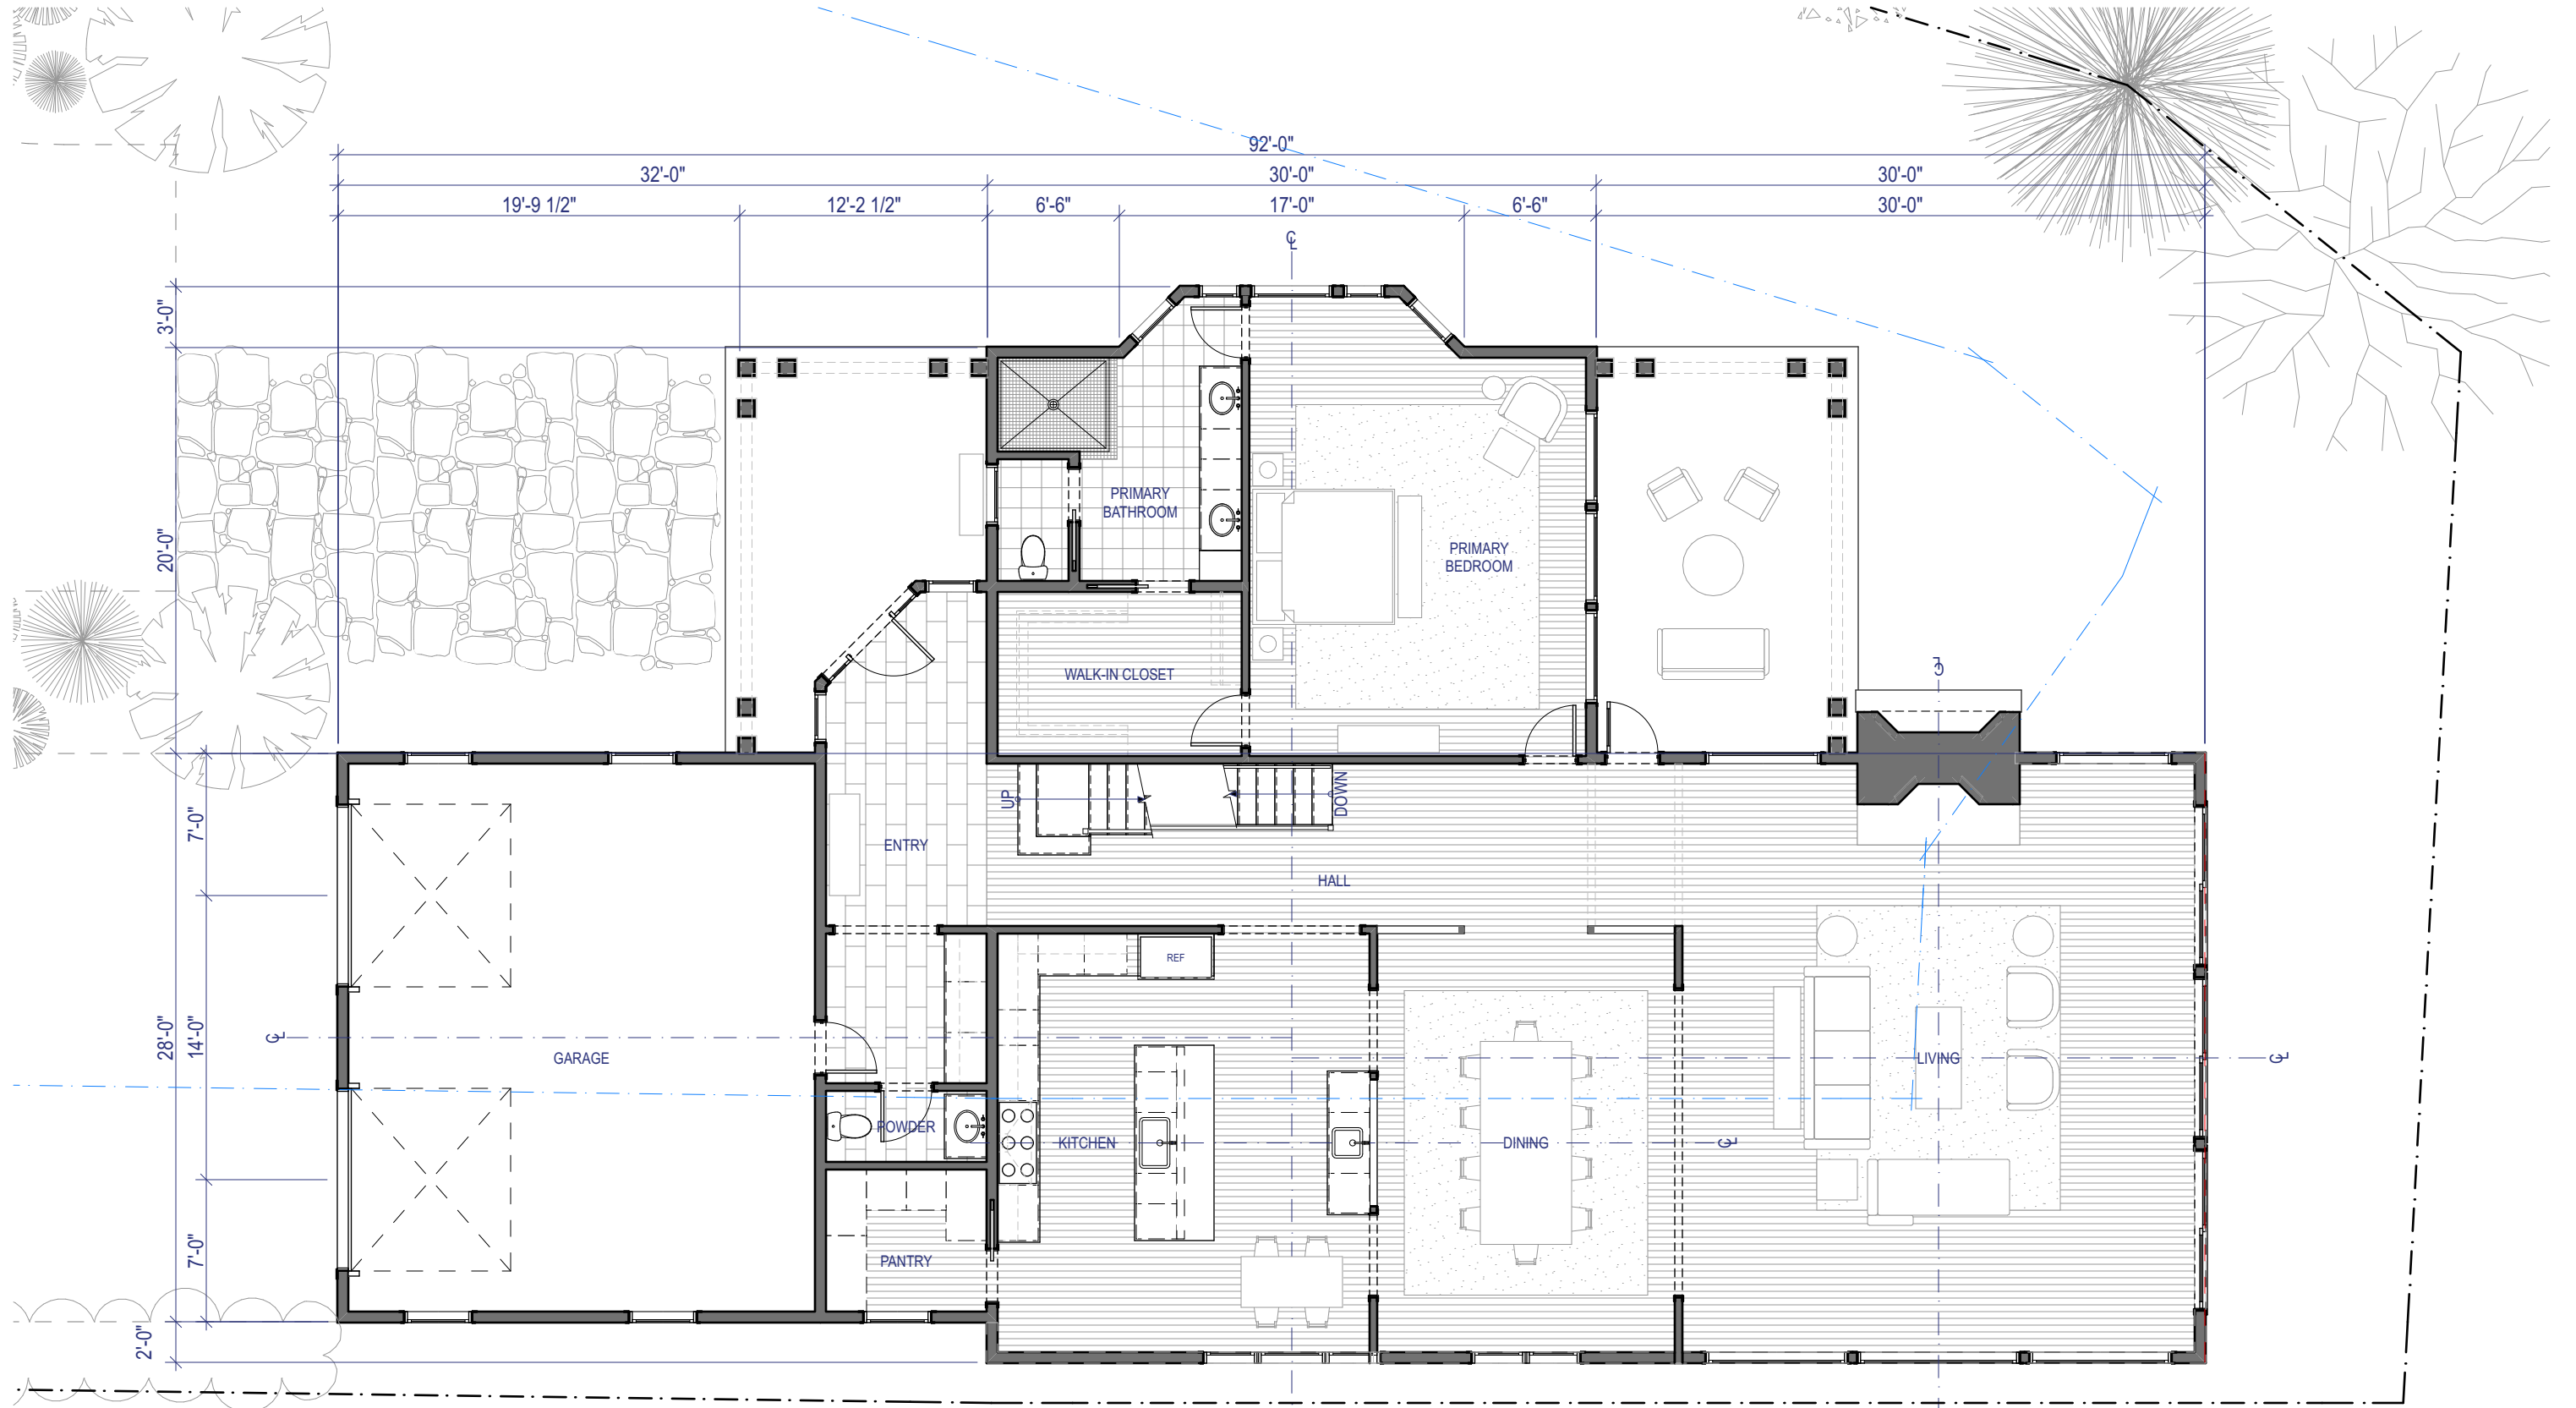 92'-0"
32'-0"
30'-0"
30'-0"
19'-9 1/2"
12'-2 1/2"
6'-6"
17'-0"
6'-6"
30'-0"
℄
3'-0"
20'-0"
28'-0"
2'-0"
7'-0"
14'-0"
7'-0"
PRIMARY
BATHROOM
PRIMARY
BEDROOM
WALK-IN CLOSET
℄
UP
DOWN
ENTRY
HALL
REF
℄
GARAGE
LIVING
℄
POWDER
KITCHEN
DINING
℄
PANTRY